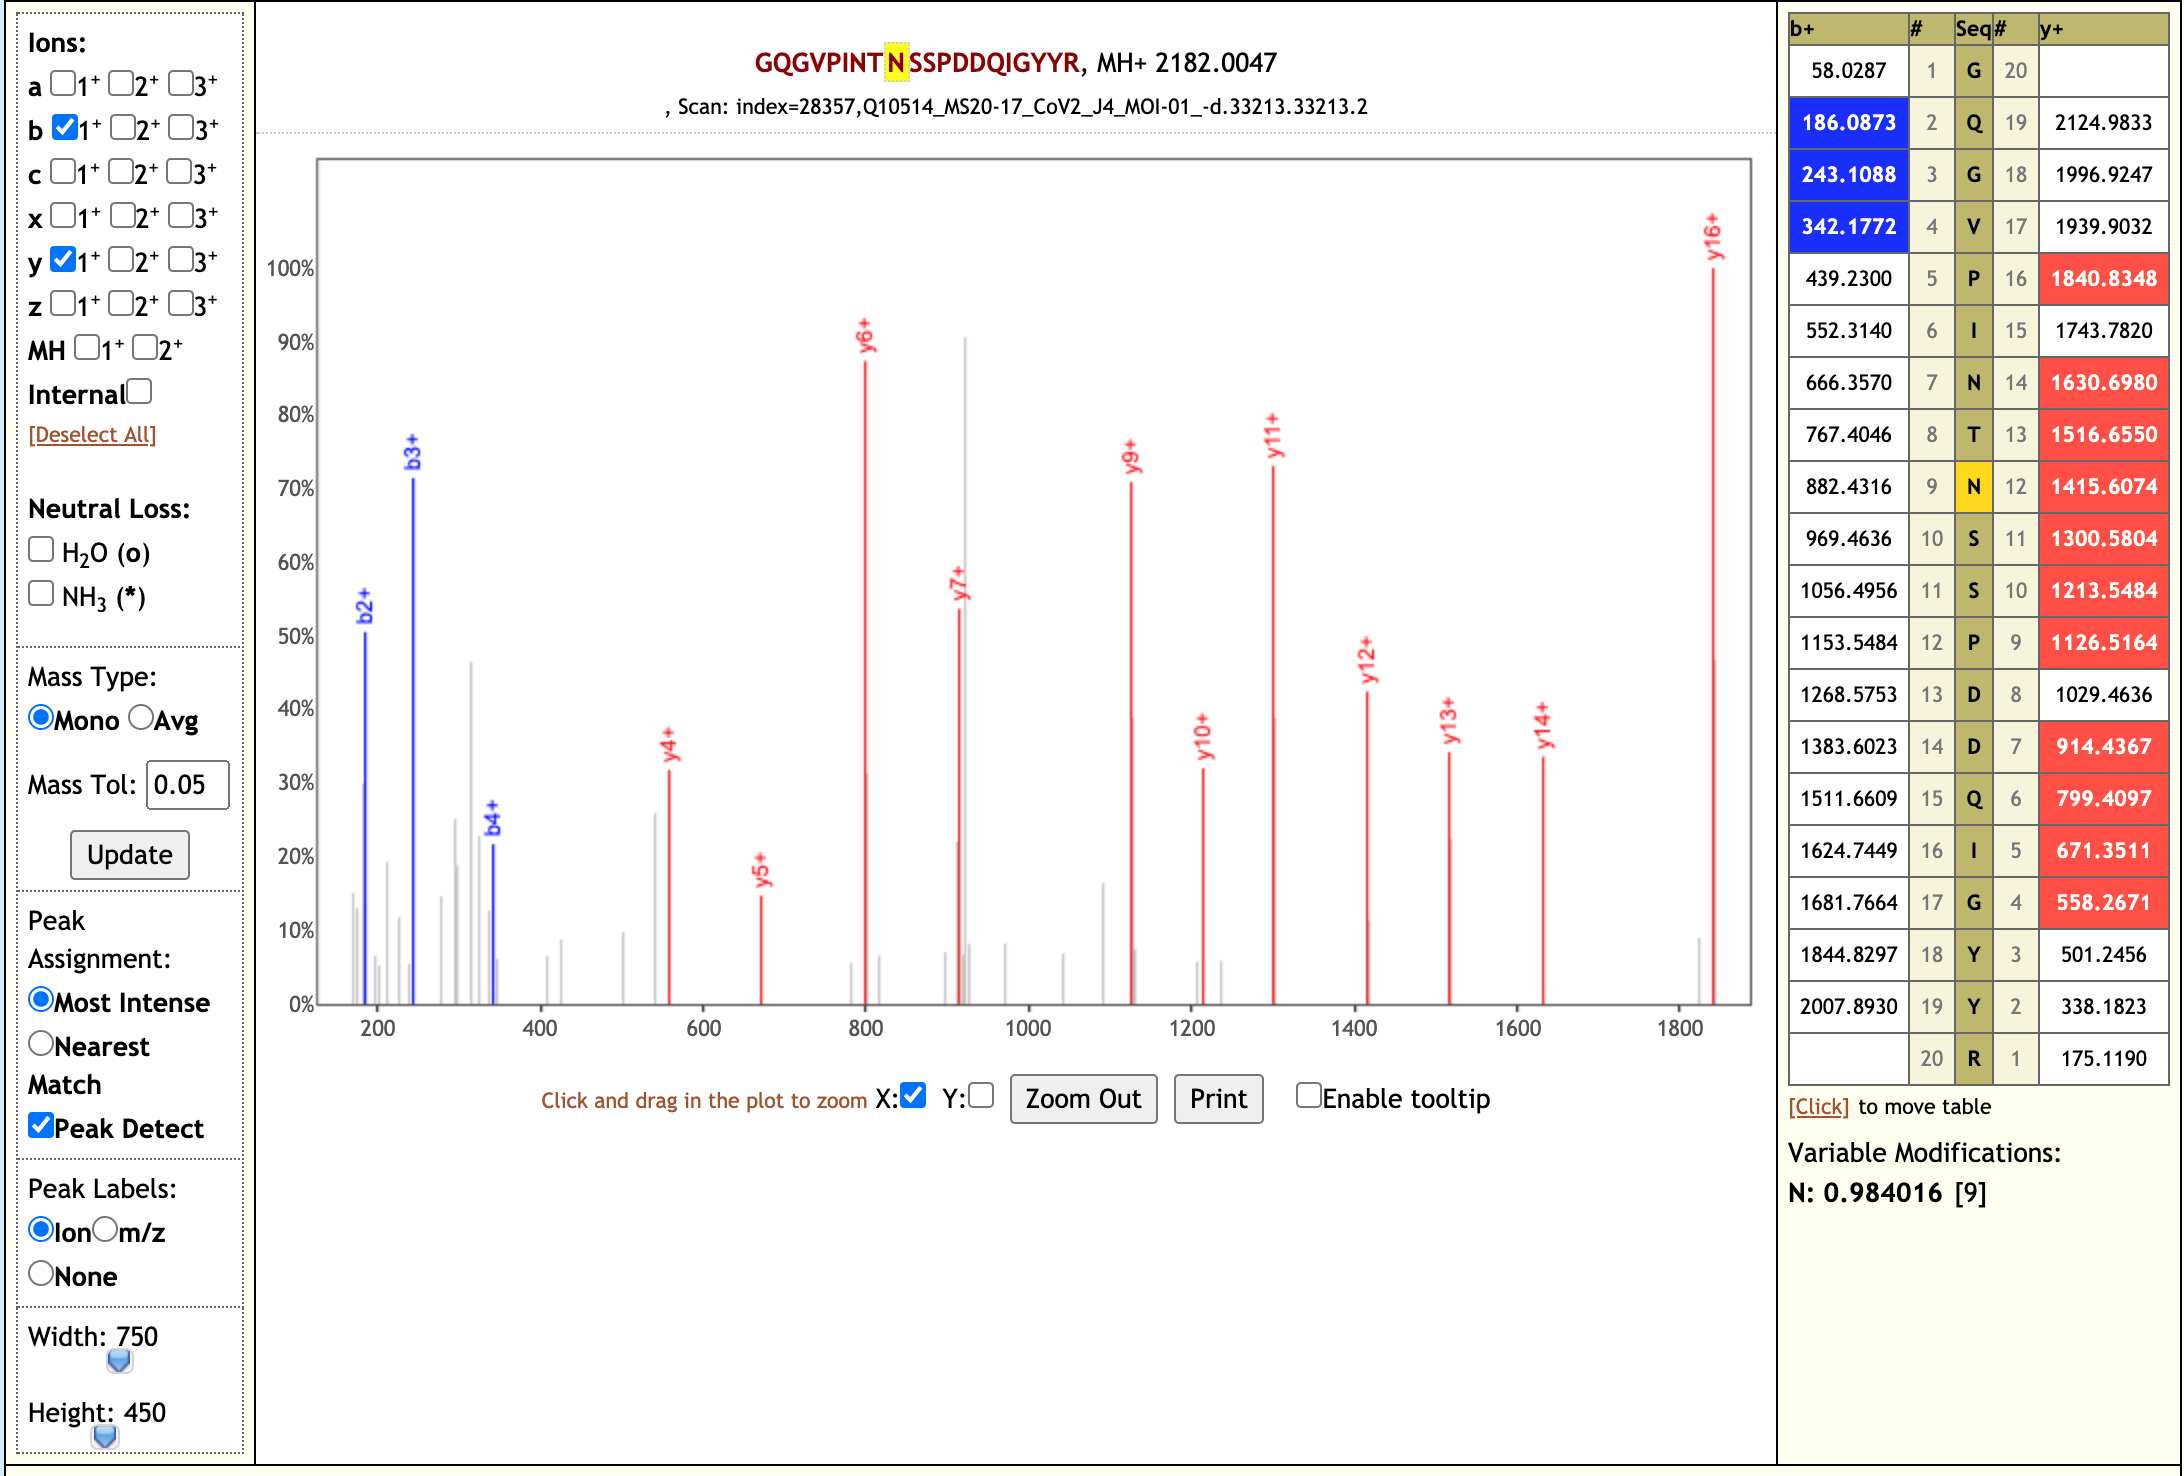 Ions:
a 1+ 2+ 3+
b 1+ 2+ 3+
c 1+ 2+ 3+
x 1+ 2+ 3+
y 1+ 2+ 3+
z 1+ 2+ 3+
MH 1+ 2+
Internal
[Deselect All]
Neutral Loss:
H2O (o)
NH3 (*)
Mass Type:
Mono Avg
Mass Tol: 0.05
Update
Peak
Assignment:
Most Intense
Nearest
Match
Peak Detect
Peak Labels:
Ion m/z
None
Width: 750
Height: 450
GQGVPINTNSSPDDQIGYYR, MH+ 2182.0047
, Scan: index=28357,Q10514_MS20-17_CoV2_J4_MOI-01_-d.33213.33213.2
100%
90%
80%
70%
60%
50%
40%
30%
20%
10%
0%
b2+
b3+
b4+
y4+
y5+
y6+
y7+
y9+
y10+
y11+
y12+
y13+
y14+
y16+
200 400 600 800 1000 1200 1400 1600 1800
Click and drag in the plot to zoom X: Y: Zoom Out Print Enable tooltip
b+ # Seq # y+
58.0287 1 G 20
186.0873 2 Q 19 2124.9833
243.1088 3 G 18 1996.9247
342.1772 4 V 17 1939.9032
439.2300 5 P 16 1840.8348
552.3140 6 I 15 1743.7820
666.3570 7 N 14 1630.6980
767.4046 8 T 13 1516.6550
882.4316 9 N 12 1415.6074
969.4636 10 S 11 1300.5804
1056.4956 11 S 10 1213.5484
1153.5484 12 P 9 1126.5164
1268.5753 13 D 8 1029.4636
1383.6023 14 D 7 914.4367
1511.6609 15 Q 6 799.4097
1624.7449 16 I 5 671.3511
1681.7664 17 G 4 558.2671
1844.8297 18 Y 3 501.2456
2007.8930 19 Y 2 338.1823
20 R 1 175.1190
[Click] to move table
Variable Modifications:
N: 0.984016 [9]